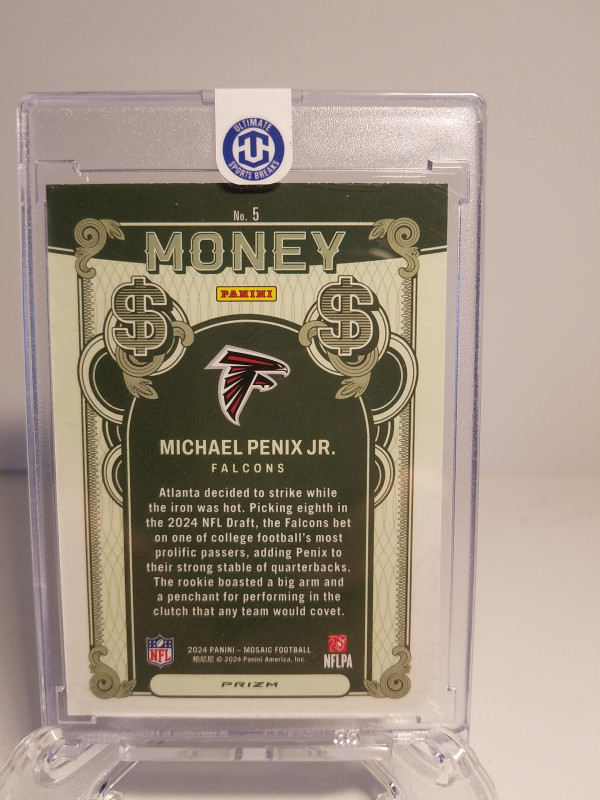 ULTIMATE
SPORTS BREAKS
No. 5
MONEY
PANINI
$ $
MICHAEL PENIX JR.
FALCONS
Atlanta decided to strike while
the iron was hot. Picking eighth in
the 2024 NFL Draft, the Falcons bet
on one of college football's most
prolific passers, adding Penix to
their strong stable of quarterbacks.
The rookie boasted a big arm and
a penchant for performing in the
clutch that any team would covet.
NFL
2024 PANINI – MOSAIC FOOTBALL
帕尼尼 © 2024 Panini America, Inc.
NFLPA
PRIZM